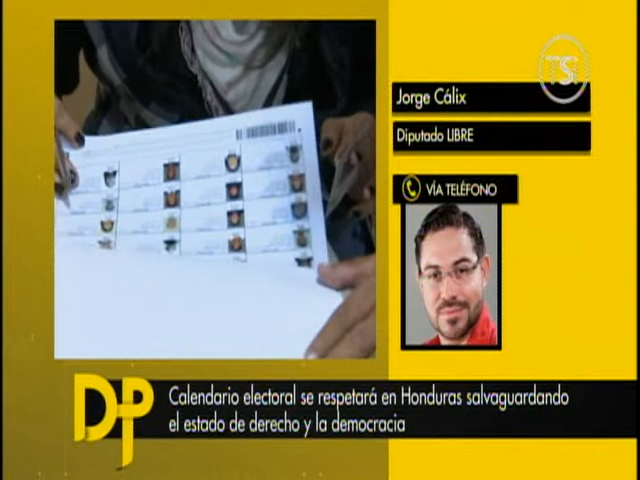 TSi
Jorge Cálix
Diputado LIBRE
VÍA TELÉFONO
DP
Calendario electoral se respetará en Honduras salvaguardando
el estado de derecho y la democracia